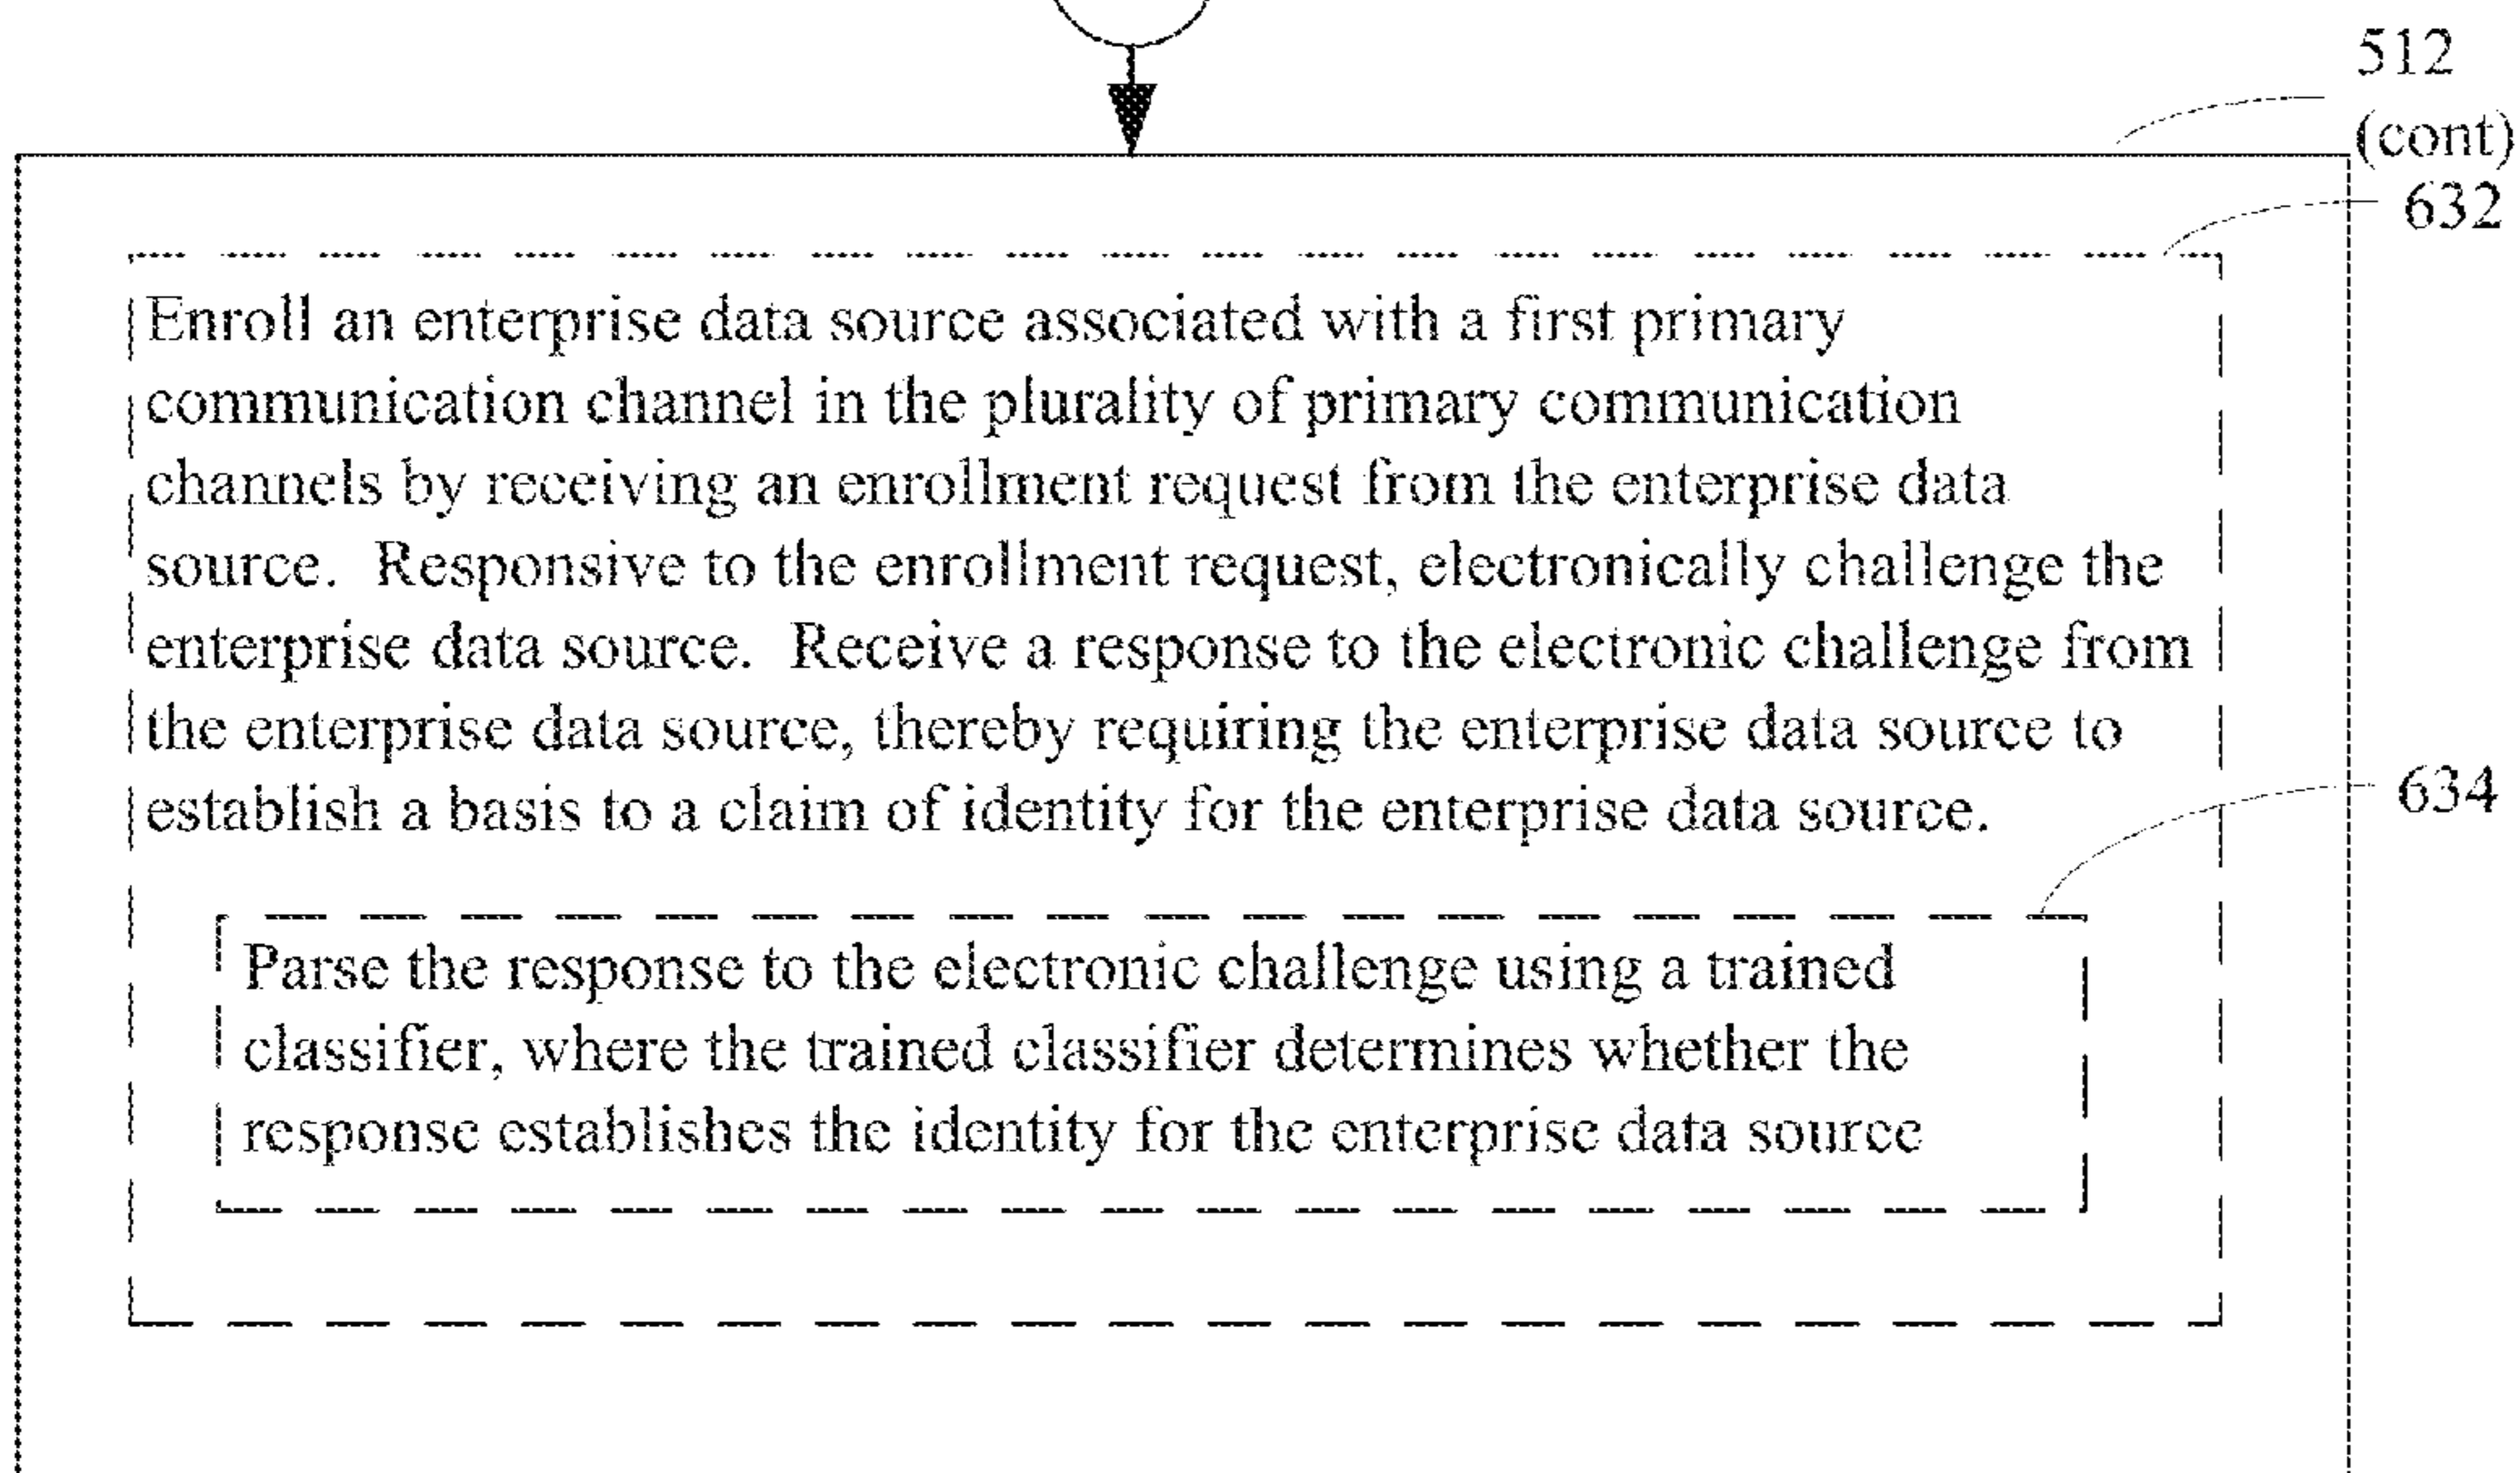 512
(cont)
632
Enroll an enterprise data source associated with a first primary
communication channel in the plurality of primary communication
channels by receiving an enrollment request from the enterprise data
source. Responsive to the enrollment request, electronically challenge the
enterprise data source. Receive a response to the electronic challenge from
the enterprise data source, thereby requiring the enterprise data source to
establish a basis to a claim of identity for the enterprise data source.
634
Parse the response to the electronic challenge using a trained
classifier, where the trained classifier determines whether the
response establishes the identity for the enterprise data source